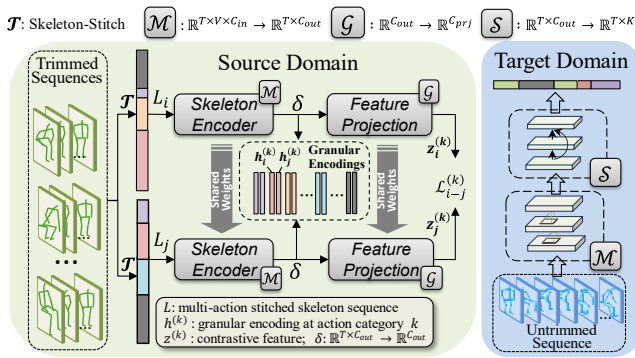 𝒯: Skeleton-Stitch  ℳ : ℝ^{T×V×C_{in}} → ℝ^{T×C_{out}}  𝒢 : ℝ^{C_{out}} → ℝ^{C_{prj}}  𝒮 : ℝ^{T×C_{out}} → ℝ^{T×K}
Trimmed
Sequences
Source Domain
Target Domain
𝒯
L_i
Skeleton
Encoder
ℳ
δ
Feature
Projection
𝒢
z_i^{(k)}
h_i^{(k)} h_j^{(k)}
Granular
Encodings
Shared
Weights
Shared
Weights
ℒ_{i−j}^{(k)}
z_j^{(k)}
𝒯
L_j
Skeleton
Encoder
ℳ
δ
Feature
Projection
𝒢
L: multi-action stitched skeleton sequence
h^{(k)}: granular encoding at action category k
z^{(k)}: contrastive feature; δ: ℝ^{T×C_{out}} → ℝ^{C_{out}}
𝒮
ℳ
Untrimmed
Sequence